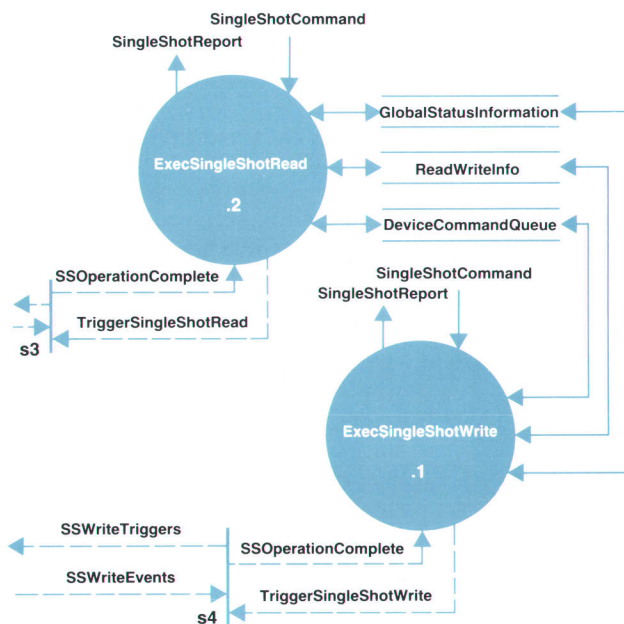 SingleShotCommand
SingleShotReport
GlobalStatusInformation
ExecSingleShotRead
ReadWriteInfo
.2
DeviceCommandQueue
SSOperationComplete
SingleShotCommand
SingleShotReport
TriggerSingleShotRead
s3
ExecSingleShotWrite
.1
SSWriteTriggers
SSOperationComplete
SSWriteEvents
TriggerSingleShotWrite
s4